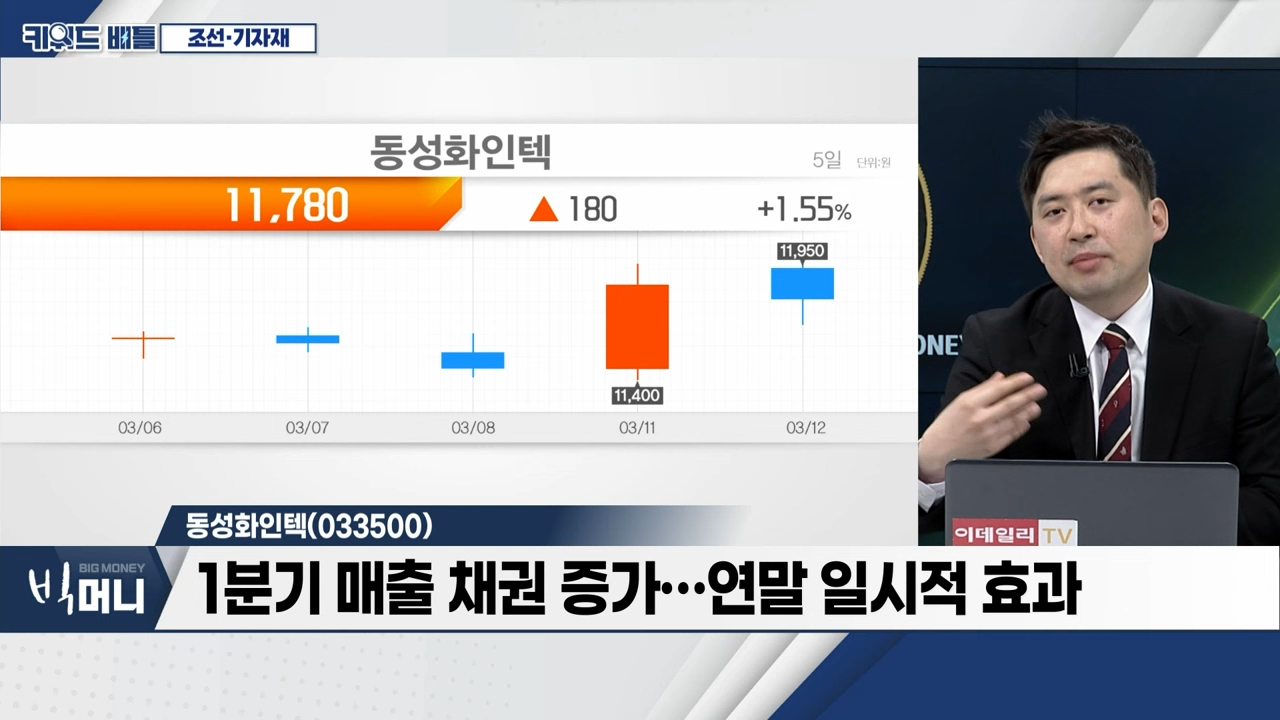 키워드 배틀
조선·기자재
동성화인텍
5일 단위:원
11,780
▲ 180
+1.55%
11,950
11,400
03/06
03/07
03/08
03/11
03/12
이데일리 TV
동성화인텍(033500)
BIG MONEY
빅머니
1분기 매출 채권 증가···연말 일시적 효과